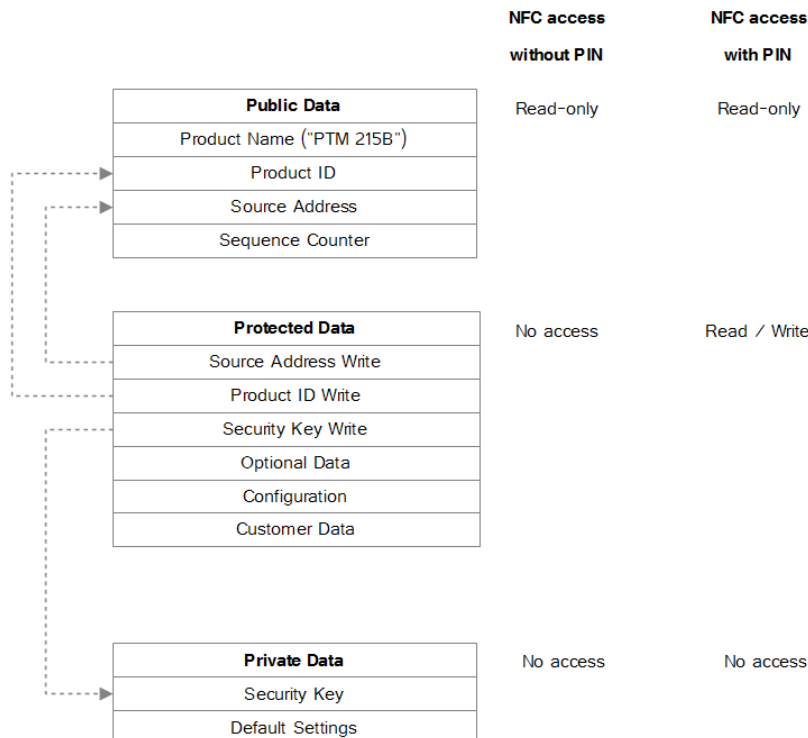 NFC access NFC access
without PIN with PIN
Public Data Read-only Read-only
Product Name ("PTM 215B")
Product ID
Source Address
Sequence Counter
Protected Data No access Read / Write
Source Address Write
Product ID Write
Security Key Write
Optional Data
Configuration
Customer Data
Private Data No access No access
Security Key
Default Settings